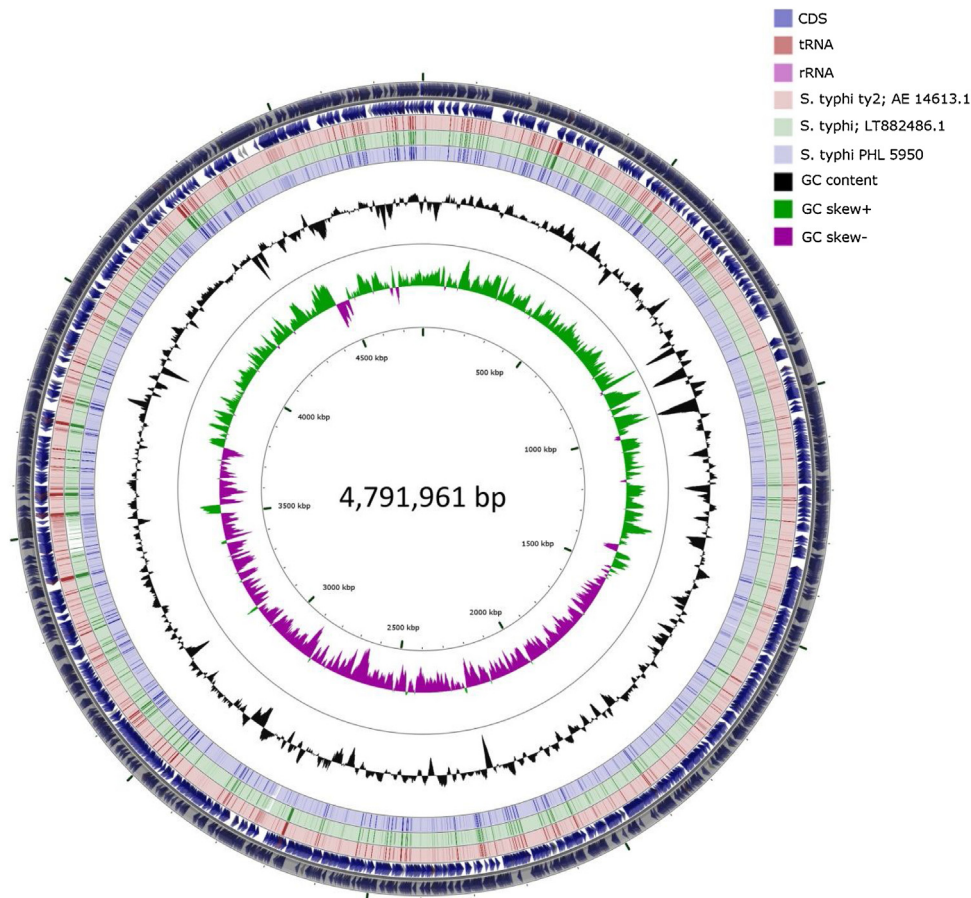 CDS
tRNA
rRNA
S. typhi ty2; AE 14613.1
S. typhi; LT882486.1
S. typhi PHL 5950
GC content
GC skew+
GC skew-
4500 kbp
500 kbp
4000 kbp
1000 kbp
4,791,961 bp
3500 kbp
1500 kbp
3000 kbp
2000 kbp
2500 kbp